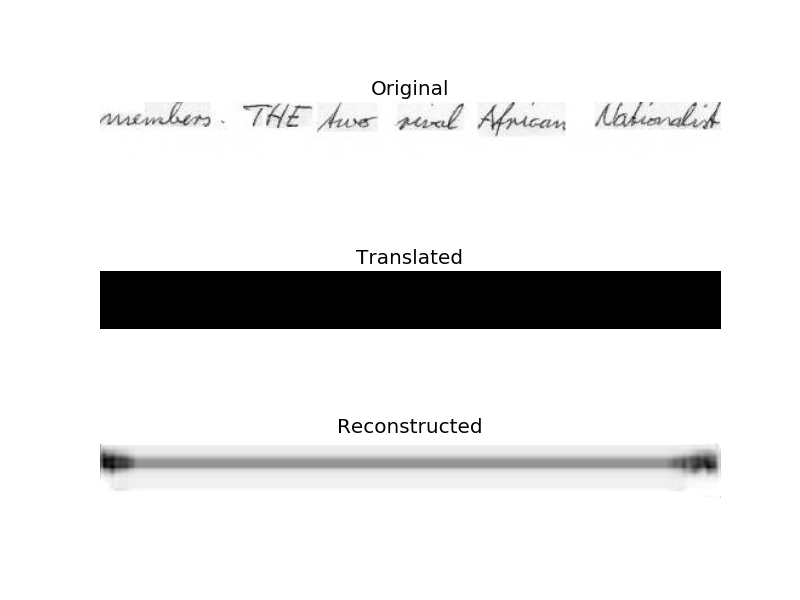 Original
members. THE two rival African Nationalist
Translated
Reconstructed